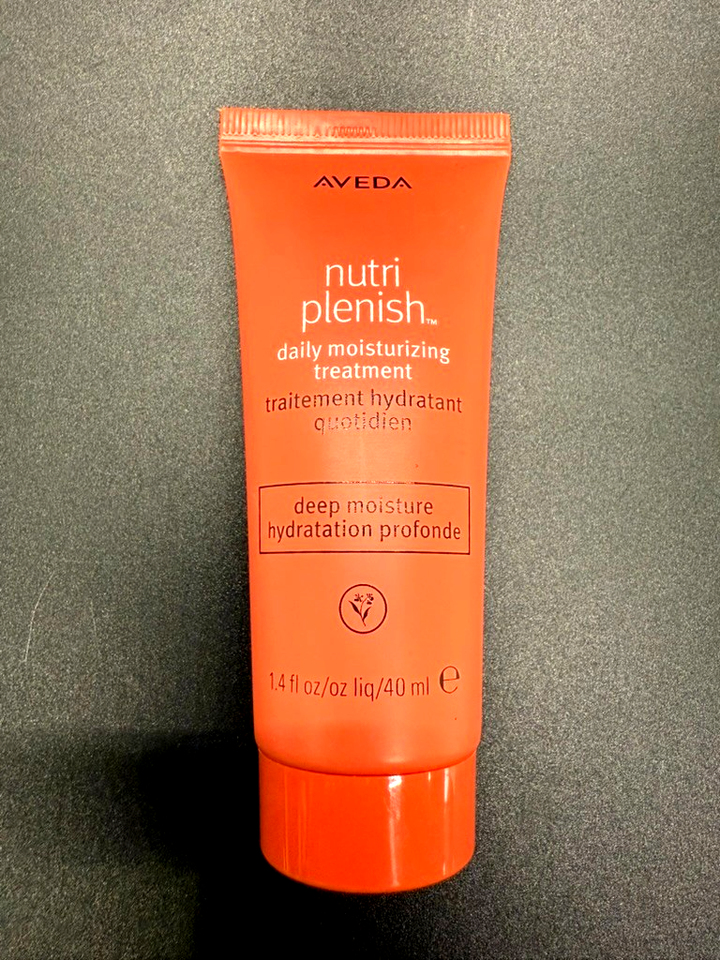 AVEDA
nutri
plenish™
daily moisturizing
treatment
traitement hydratant
quotidien
deep moisture
hydratation profonde
1.4 fl oz/oz liq/40 ml ℮